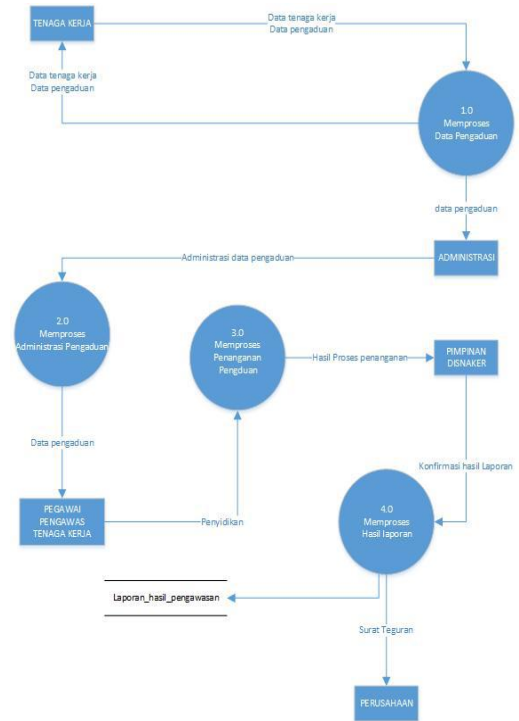 TENAGA KERJA
Data tenaga kerja
Data pengaduan
Data tenaga kerja
Data pengaduan
1.0
Memproses
Data Pengaduan
data pengaduan
ADMINISTRASI
Administrasi data pengaduan
2.0
Memproses
Administrasi Pengaduan
3.0
Memproses
Penanganan
Pengduan
Hasil Proses penanganan
PIMPINAN
DISNAKER
Data pengaduan
Konfirmasi hasil Laporan
PEGAWAI
PENGAWAS
TENAGA KERJA
Penyidikan
4.0
Memproses
Hasil laporan
Laporan_hasil_pengawasan
Surat Teguran
PERUSAHAAN